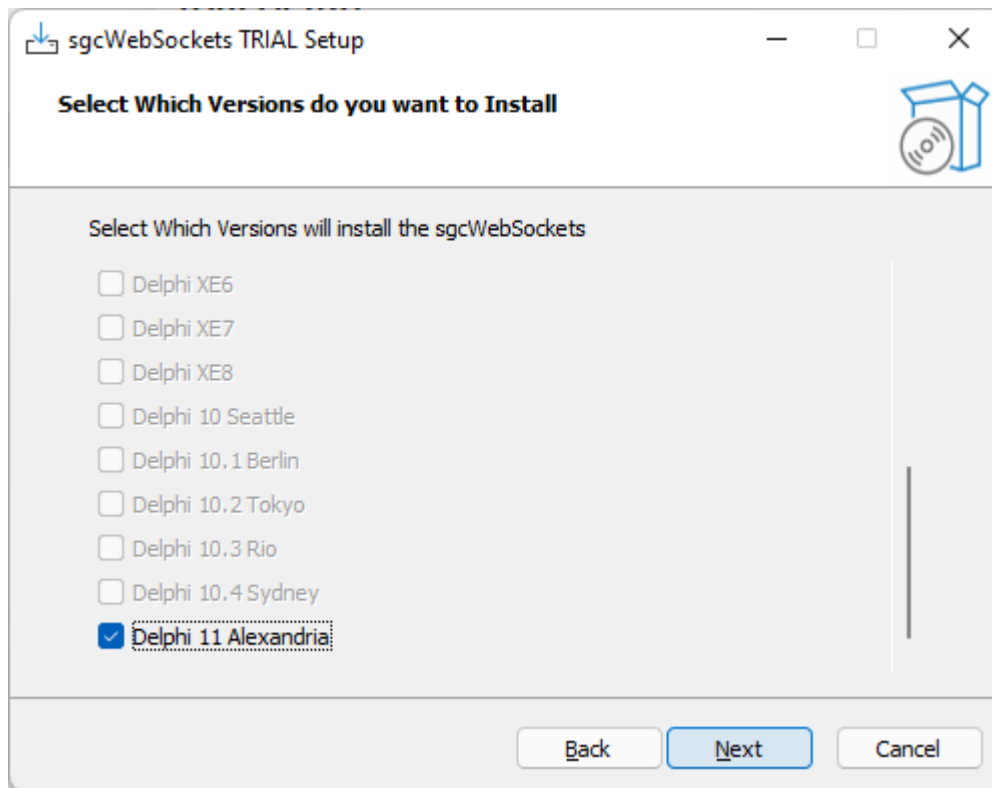 sgcWebSockets TRIAL Setup
Select Which Versions do you want to Install
Select Which Versions will install the sgcWebSockets
Delphi XE6
Delphi XE7
Delphi XE8
Delphi 10 Seattle
Delphi 10.1 Berlin
Delphi 10.2 Tokyo
Delphi 10.3 Rio
Delphi 10.4 Sydney
Delphi 11 Alexandria
Back Next Cancel